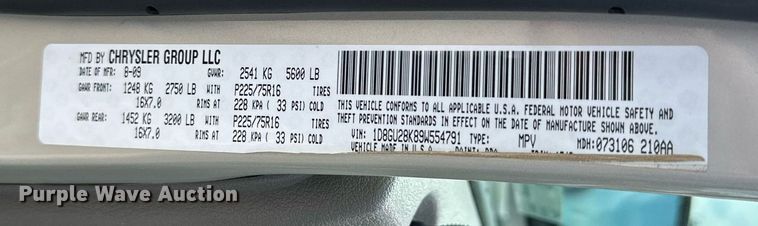 MFD BY CHRYSLER GROUP LLC
DATE OF MFR: 8-09 GVWR: 2541 KG 5600 LB
GAWR FRONT: 1248 KG 2750 LB WITH P225/75R16 TIRES
16X7.0 RIMS AT 228 KPA ( 33 PSI) COLD
GAWR REAR: 1452 KG 3200 LB WITH P225/75R16 TIRES
16X7.0 RIMS AT 228 KPA ( 33 PSI) COLD
THIS VEHICLE CONFORMS TO ALL APPLICABLE U.S.A. FEDERAL MOTOR VEHICLE SAFETY AND
THEFT PREVENTION STANDARDS IN EFFECT ON THE DATE OF MANUFACTURE SHOWN ABOVE.
VIN: 1D8GU28K89W554791 TYPE: MPV MDH: 073106 210AA
VEHICLE MADE IN
Purple Wave Auction